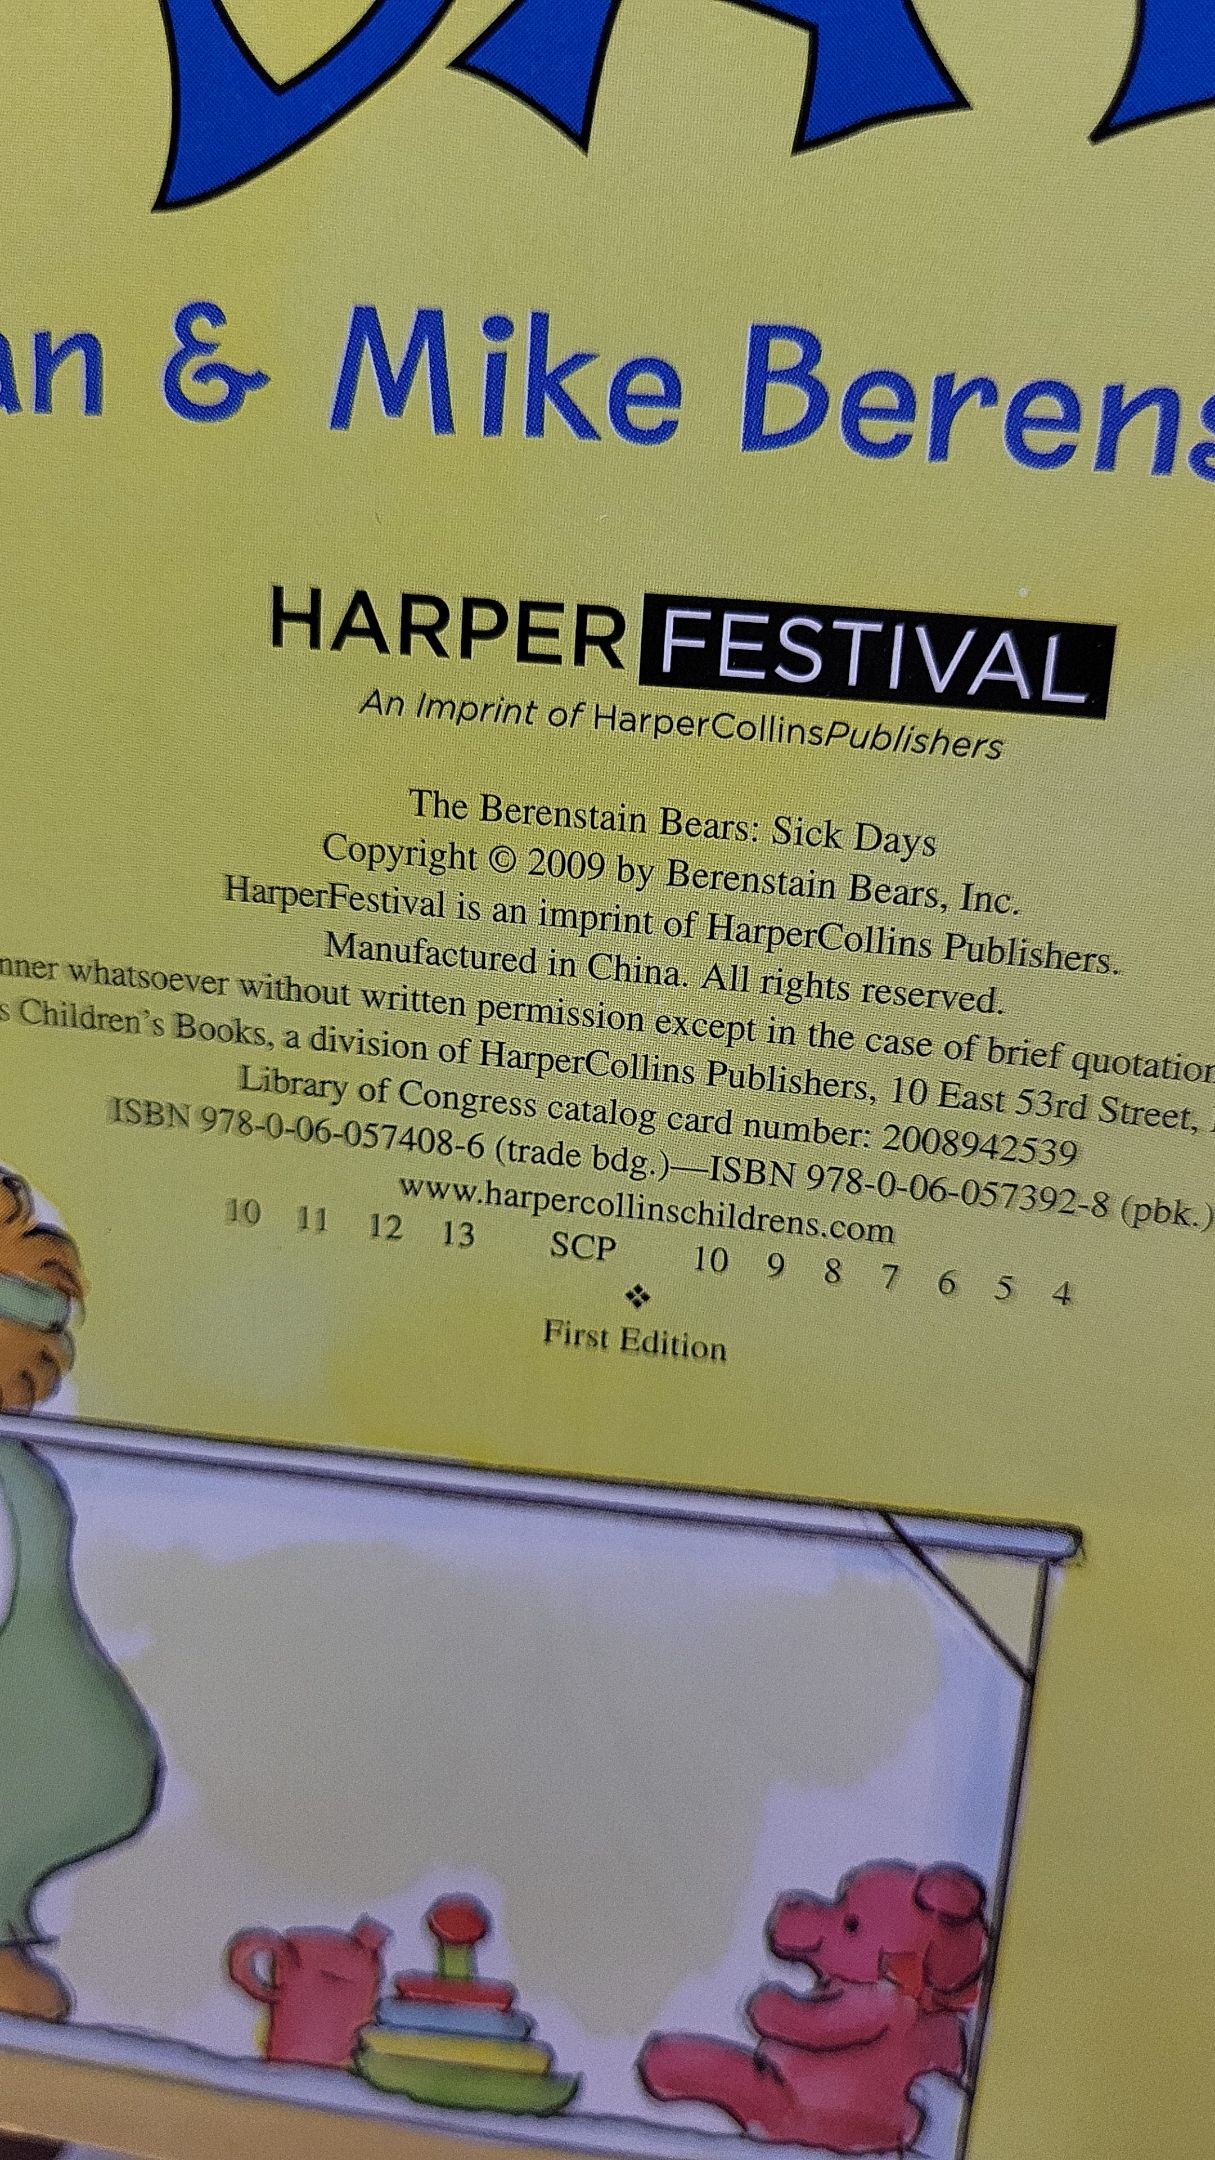 & Mike
HARPER FESTIVAL
An Imprint of HarperCollinsPublishers
The Berenstain Bears: Sick Days
Copyright © 2009 by Berenstain Bears, Inc.
HarperFestival is an imprint of HarperCollins Publishers.
Manufactured in China. All rights reserved.
whatsoever without written permission except in the case of brief
Children's Books, a division of HarperCollins Publishers, 10 East 53rd Street,
Library of Congress catalog card number: 2008942539
ISBN 978-0-06-057408-6 (trade bdg.)—ISBN 978-0-06-057392-8 (pbk.)
www.harpercollinschildrens.com
10 11 12 13 SCP 10 9 8 7 6 5 4
❖
First Edition